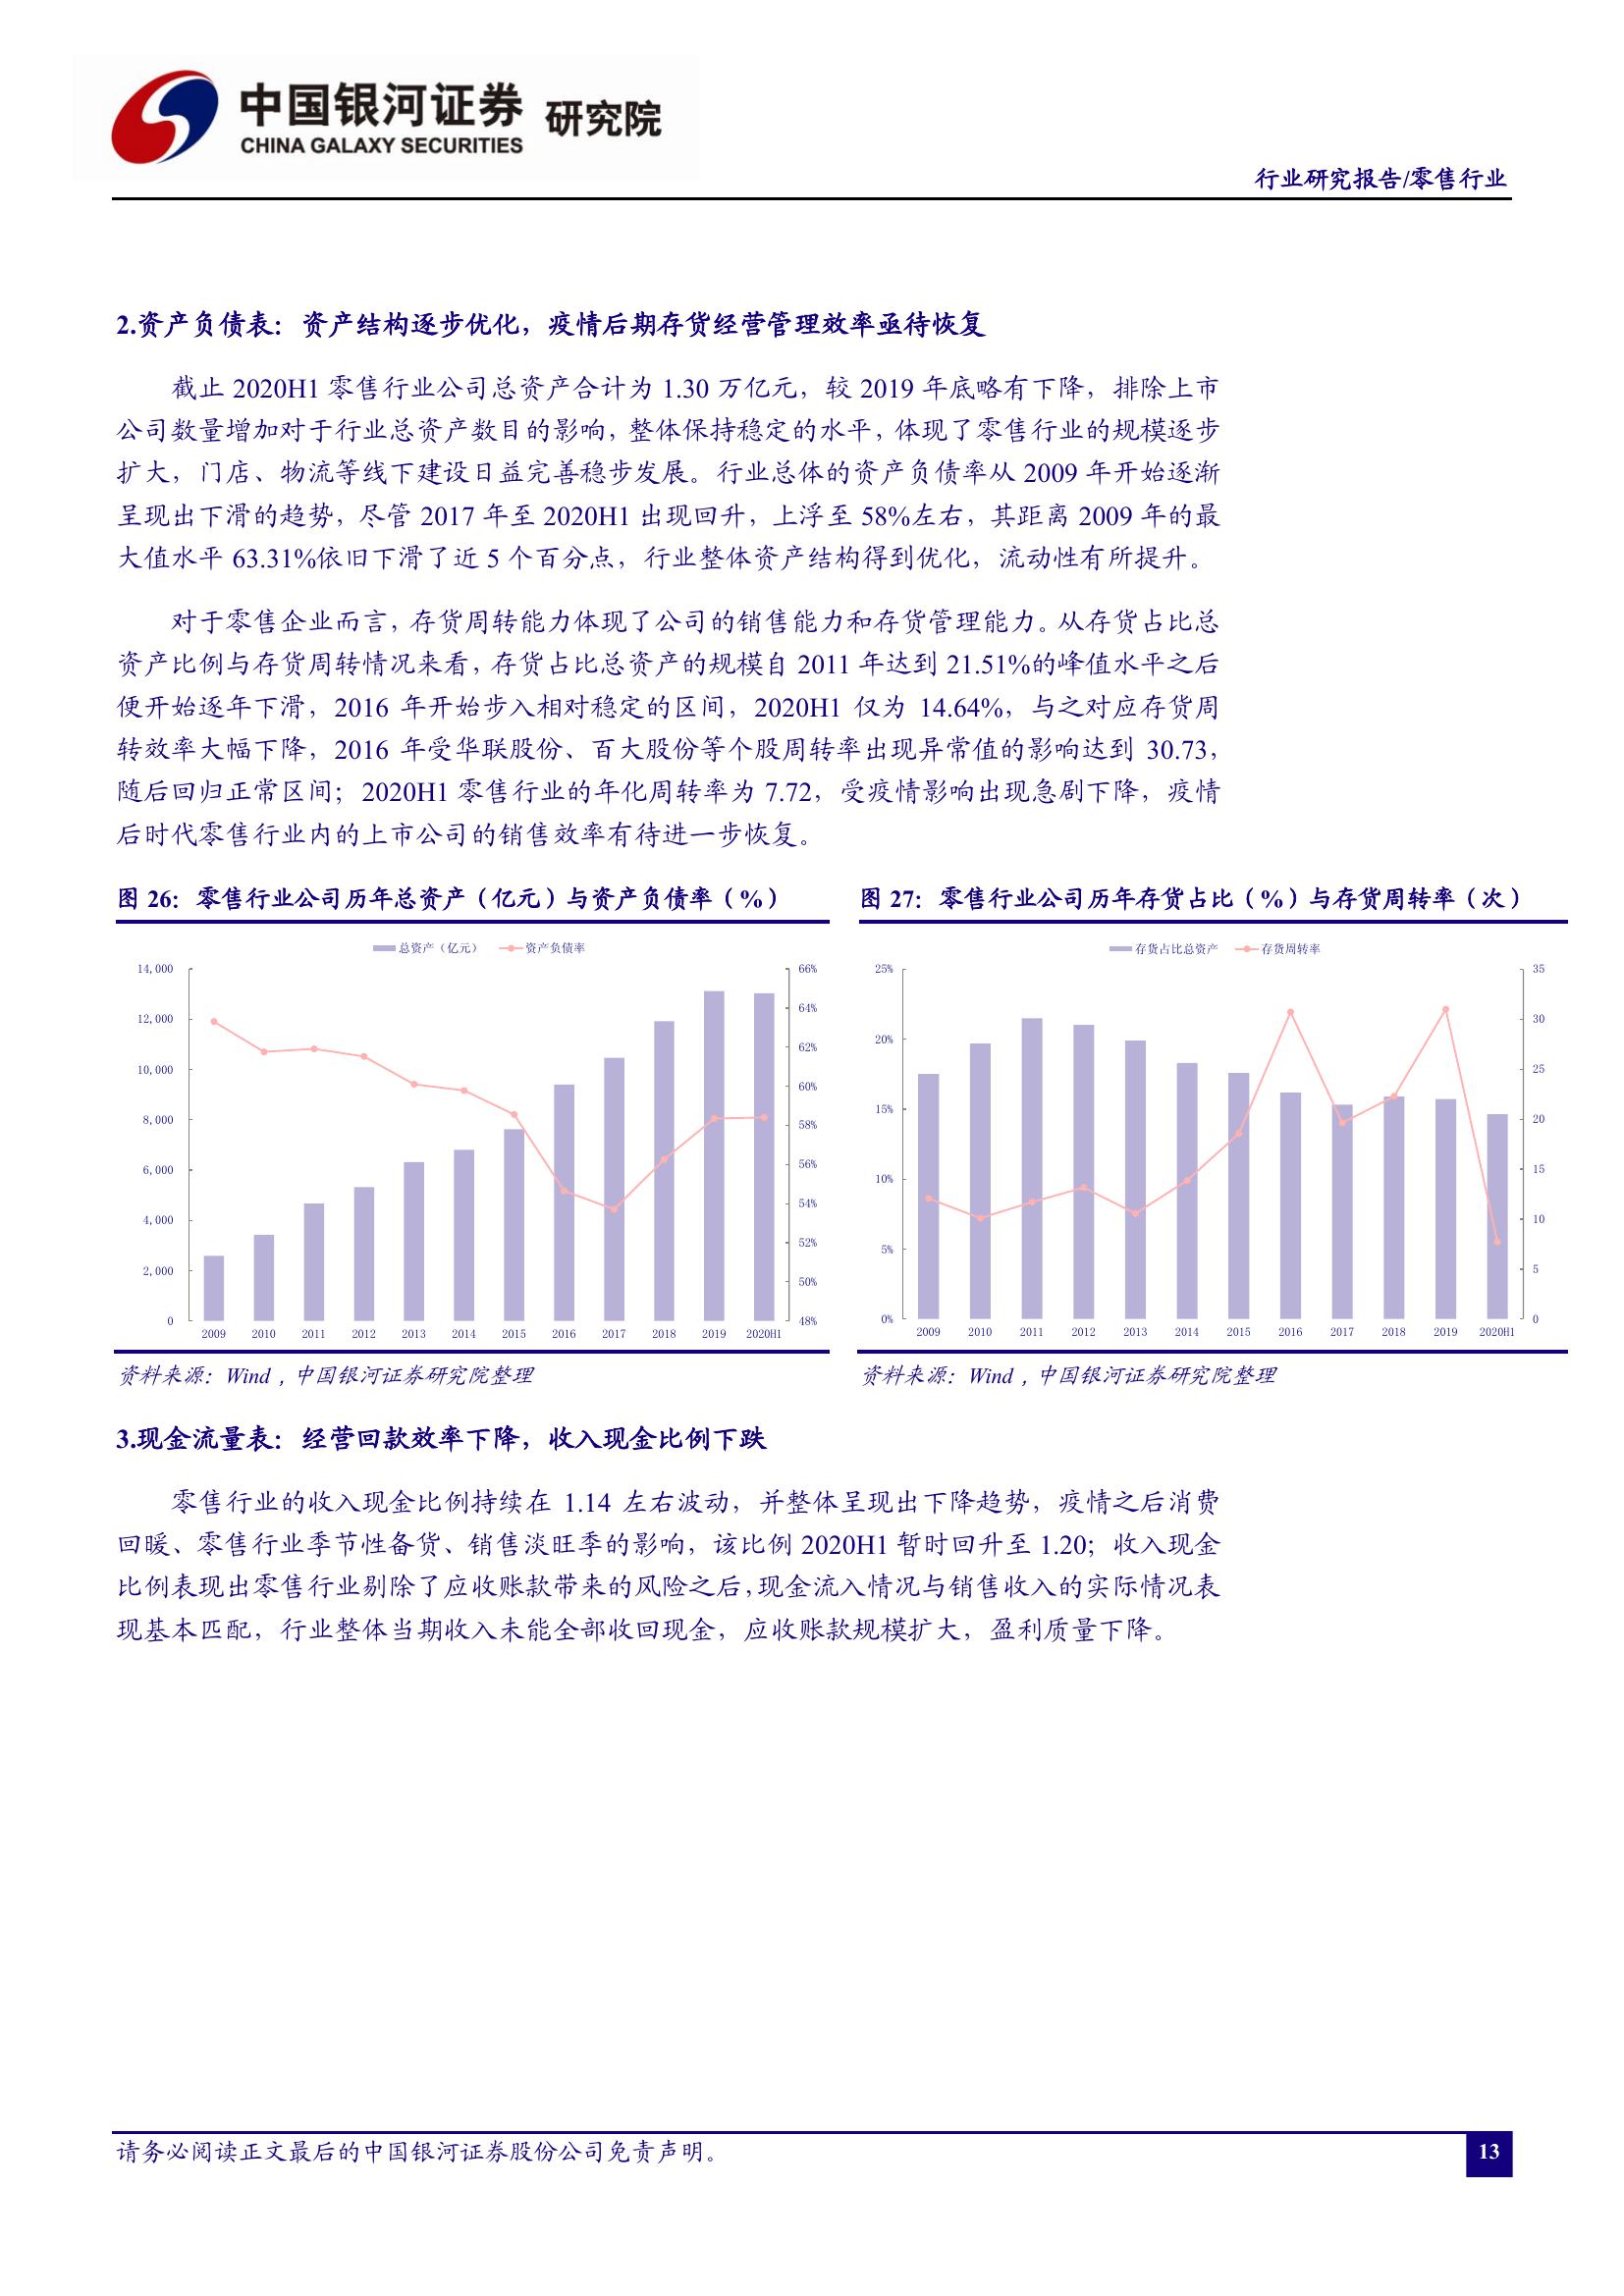 中国银河证券 研究院
CHINA GALAXY SECURITIES
行业研究报告/零售行业
2.资产负债表：资产结构逐步优化，疫情后期存货经营管理效率亟待恢复
截止 2020H1 零售行业公司总资产合计为 1.30 万亿元，较 2019 年底略有下降，排除上市
公司数量增加对于行业总资产数目的影响，整体保持稳定的水平，体现了零售行业的规模逐步
扩大，门店、物流等线下建设日益完善稳步发展。行业总体的资产负债率从 2009 年开始逐渐
呈现出下滑的趋势，尽管 2017 年至 2020H1 出现回升，上浮至 58%左右，其距离 2009 年的最
大值水平 63.31%依旧下滑了近 5 个百分点，行业整体资产结构得到优化，流动性有所提升。
对于零售企业而言，存货周转能力体现了公司的销售能力和存货管理能力。从存货占比总
资产比例与存货周转情况来看，存货占比总资产的规模自 2011 年达到 21.51%的峰值水平之后
便开始逐年下滑，2016 年开始步入相对稳定的区间，2020H1 仅为 14.64%，与之对应存货周
转效率大幅下降，2016 年受华联股份、百大股份等个股周转率出现异常值的影响达到 30.73，
随后回归正常区间；2020H1 零售行业的年化周转率为 7.72，受疫情影响出现急剧下降，疫情
后时代零售行业内的上市公司的销售效率有待进一步恢复。
图 26：零售行业公司历年总资产（亿元）与资产负债率（%）
总资产（亿元） 资产负债率
14,000
12,000
10,000
8,000
6,000
4,000
2,000
0
66%
64%
62%
60%
58%
56%
54%
52%
50%
48%
2009 2010 2011 2012 2013 2014 2015 2016 2017 2018 2019 2020H1
资料来源：Wind，中国银河证券研究院整理
图 27：零售行业公司历年存货占比（%）与存货周转率（次）
存货占比总资产 存货周转率
25%
20%
15%
10%
5%
0%
35
30
25
20
15
10
5
0
2009 2010 2011 2012 2013 2014 2015 2016 2017 2018 2019 2020H1
资料来源：Wind，中国银河证券研究院整理
3.现金流量表：经营回款效率下降，收入现金比例下跌
零售行业的收入现金比例持续在 1.14 左右波动，并整体呈现出下降趋势，疫情之后消费
回暖、零售行业季节性备货、销售淡旺季的影响，该比例 2020H1 暂时回升至 1.20；收入现金
比例表现出零售行业剔除了应收账款带来的风险之后，现金流入情况与销售收入的实际情况表
现基本匹配，行业整体当期收入未能全部收回现金，应收账款规模扩大，盈利质量下降。
请务必阅读正文最后的中国银河证券股份公司免责声明。
13